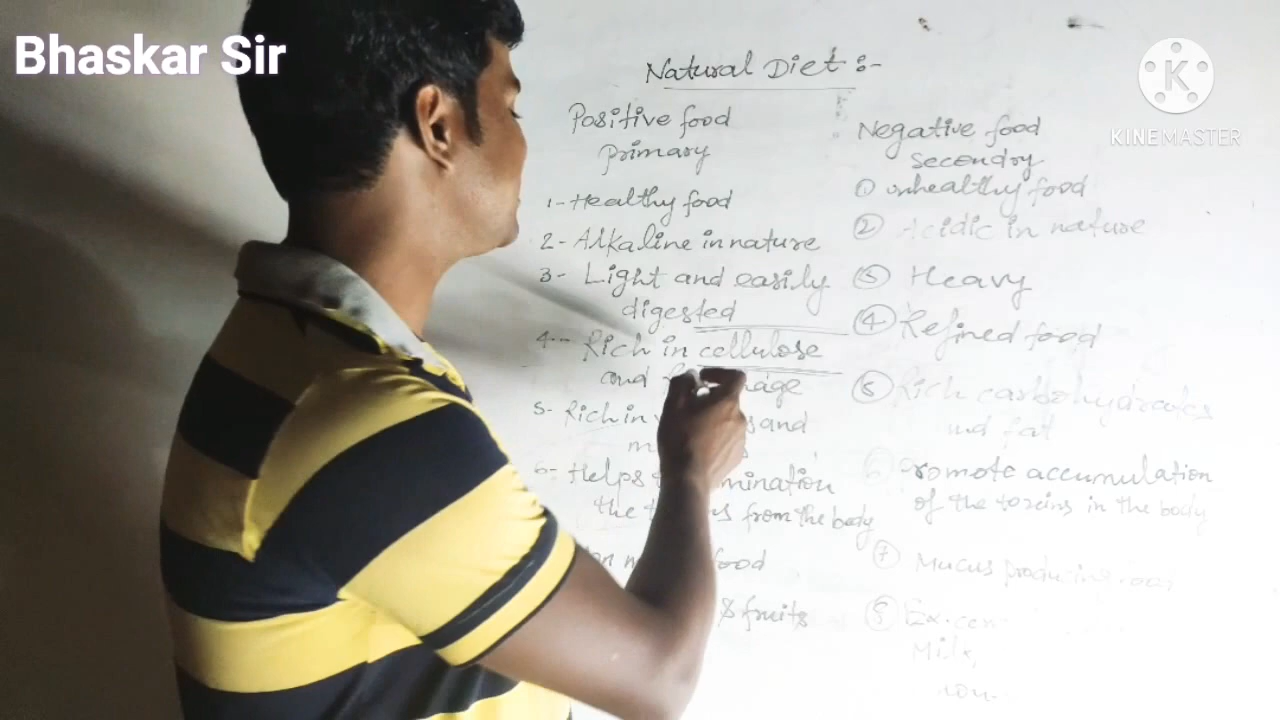 Bhaskar Sir
KINEMASTER
Natural Diet :-
Positive food
primary
1- Healthy food
2- Alkaline in nature
3- Light and easily
digested
4-- Rich in cellulose
and
5- Rich in and
6- Helps
the from the body
food
& fruits
Negative food
secondry
① unhealthy food
② Acidic in nature
③ Heavy
④ Refined food
⑤ Rich carbohydrates
and fat
⑥ Promote accumulation
of the toxins in the body
⑦ Mucus producing
⑧ Ex.
Milk,